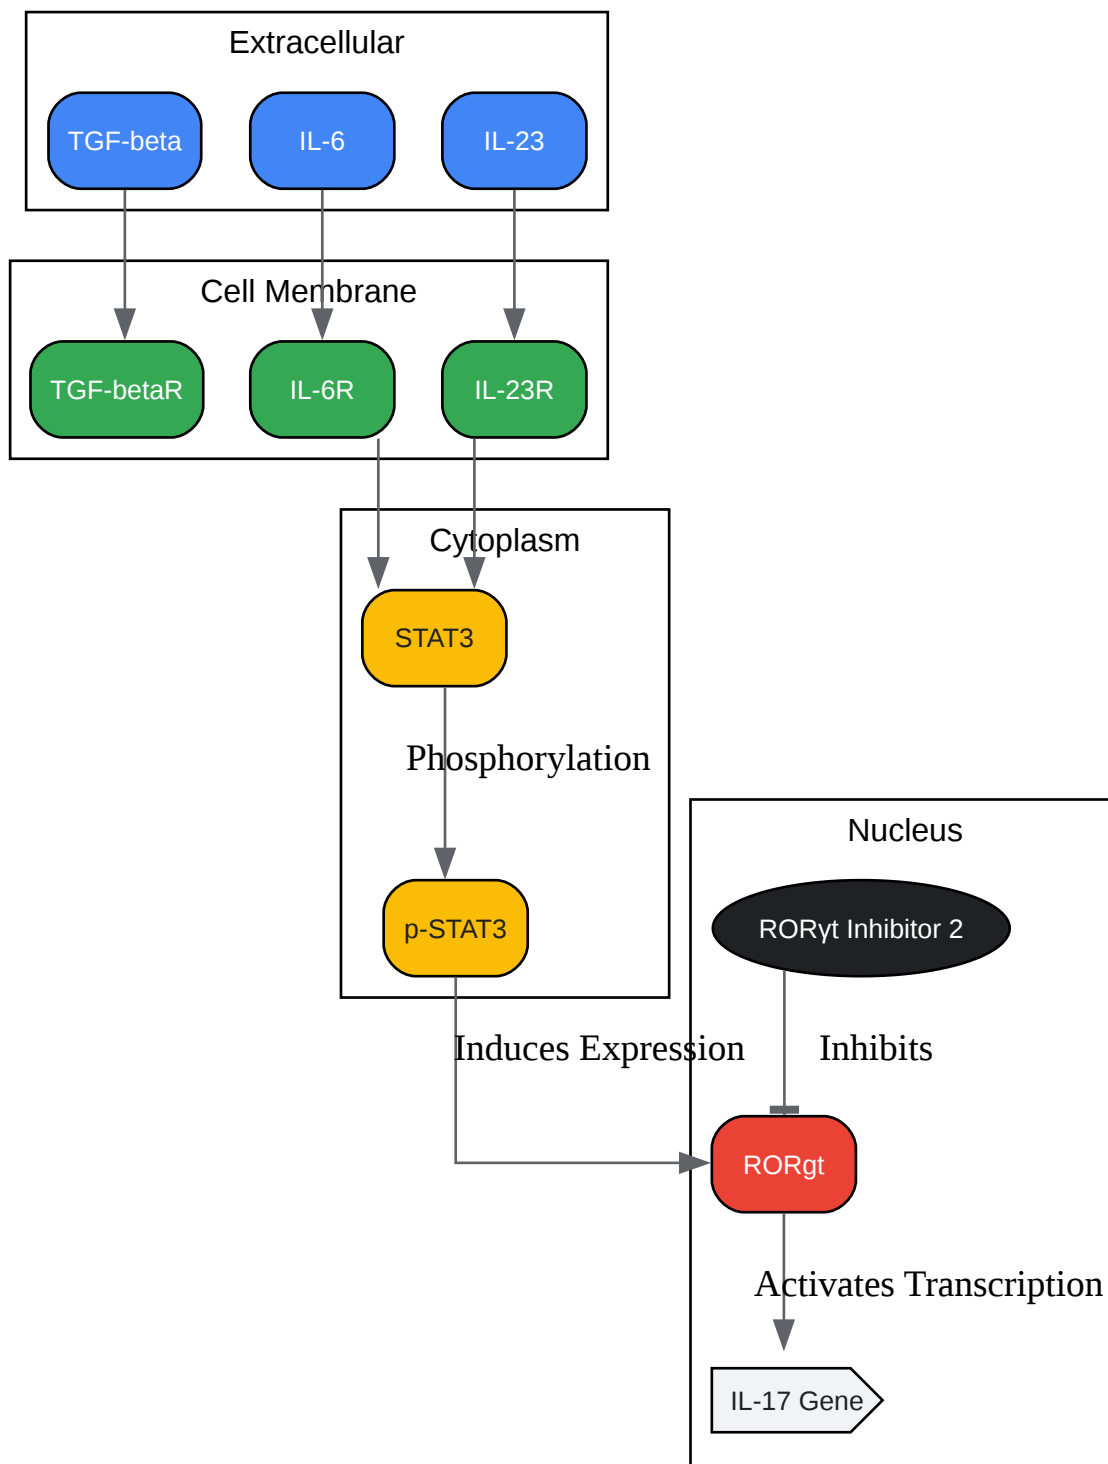 Extracellular
TGF-beta
IL-6
IL-23
Cell Membrane
TGF-betaR
IL-6R
IL-23R
Cytoplasm
STAT3
Phosphorylation
Nucleus
p-STAT3
RORγt Inhibitor 2
Induces Expression
Inhibits
RORgt
Activates Transcription
IL-17 Gene